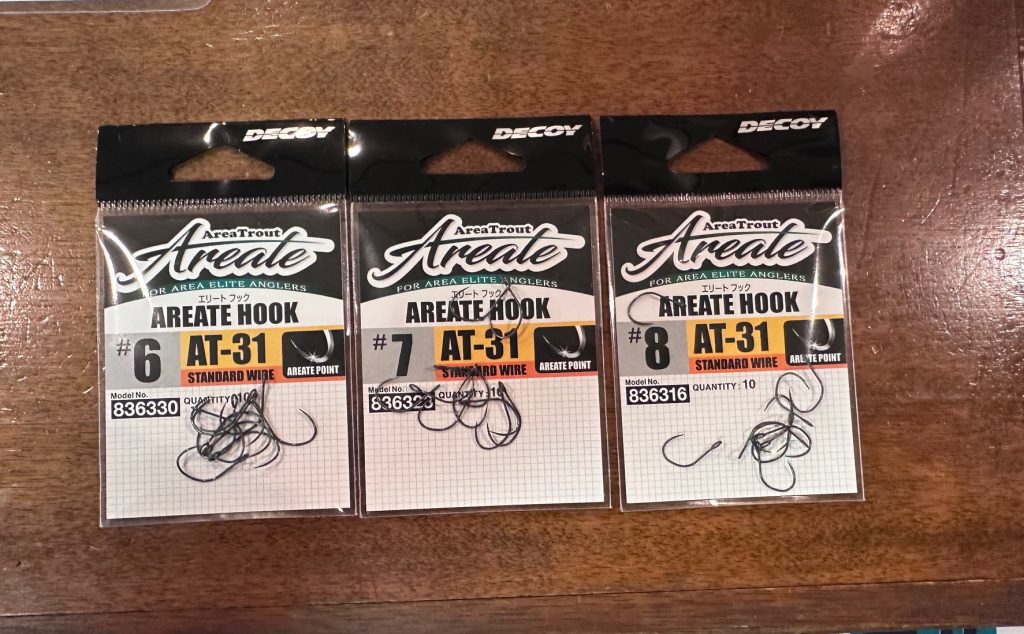 DECOY
AreaTrout
Areate
FOR AREA ELITE ANGLERS
エリート フック
AREATE HOOK
#6
AT-31
STANDARD WIRE
AREATE POINT
Model No.
836330
QUANTITY:10
DECOY
AreaTrout
Areate
FOR AREA ELITE ANGLERS
エリート フック
AREATE HOOK
#7
AT-31
STANDARD WIRE
AREATE POINT
Model No.
836323
QUANTITY:10
DECOY
AreaTrout
Areate
FOR AREA ELITE ANGLERS
エリート フック
AREATE HOOK
#8
AT-31
STANDARD WIRE
AREATE POINT
Model No.
836316
QUANTITY:10